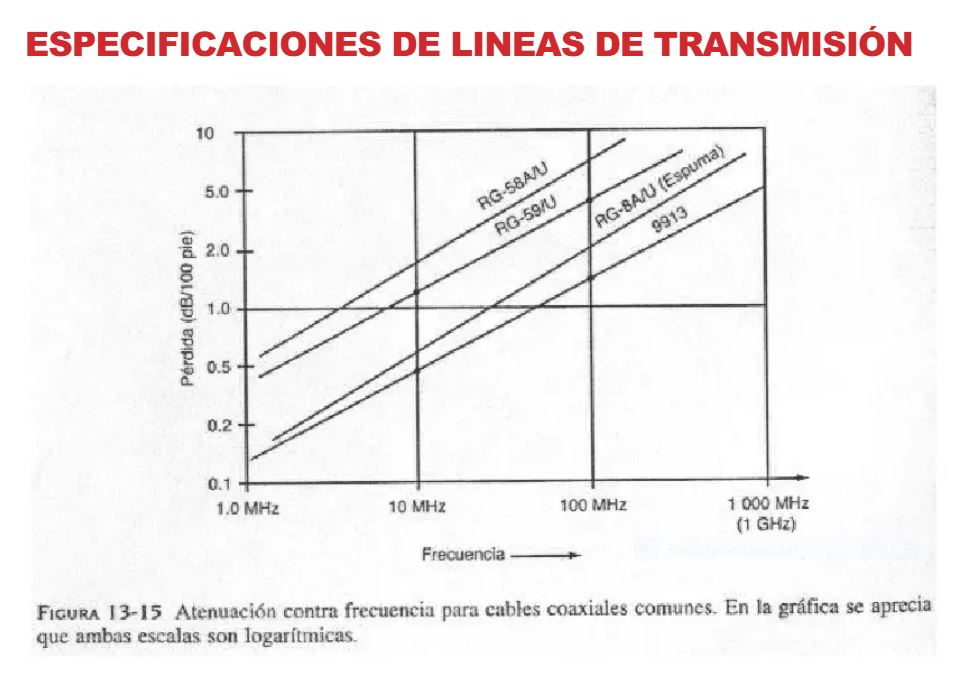 ESPECIFICACIONES DE LINEAS DE TRANSMISIÓN
10
5.0
2.0
1.0
0.5
0.2
0.1
Pérdida (dB/100 pie)
RG-58A/U
RG-59/U
RG-8A/U (Espuma)
9913
1.0 MHz
10 MHz
100 MHz
1 000 MHz
(1 GHz)
Frecuencia
Recorte rectangular
FIGURA 13-15 Atenuación contra frecuencia para cables coaxiales comunes. En la gráfica se aprecia
que ambas escalas son logarítmicas.